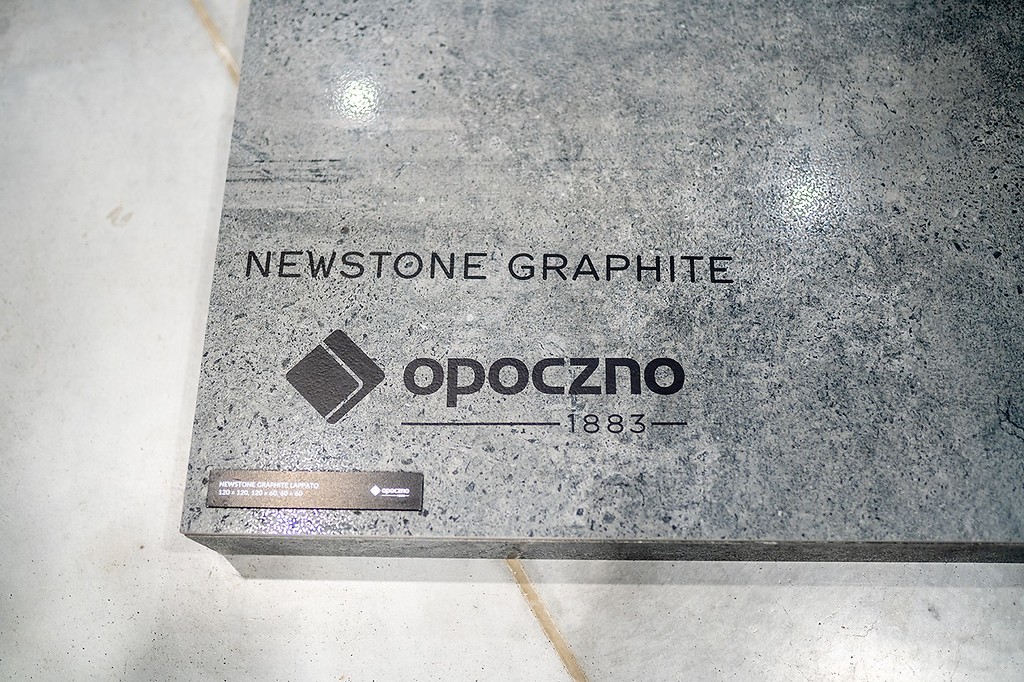 NEWSTONE GRAPHITE
opoczno
1883
NEWSTONE GRAPHITE LAPPATO
120 x 120, 120 x 60, 60 x 60
opoczno